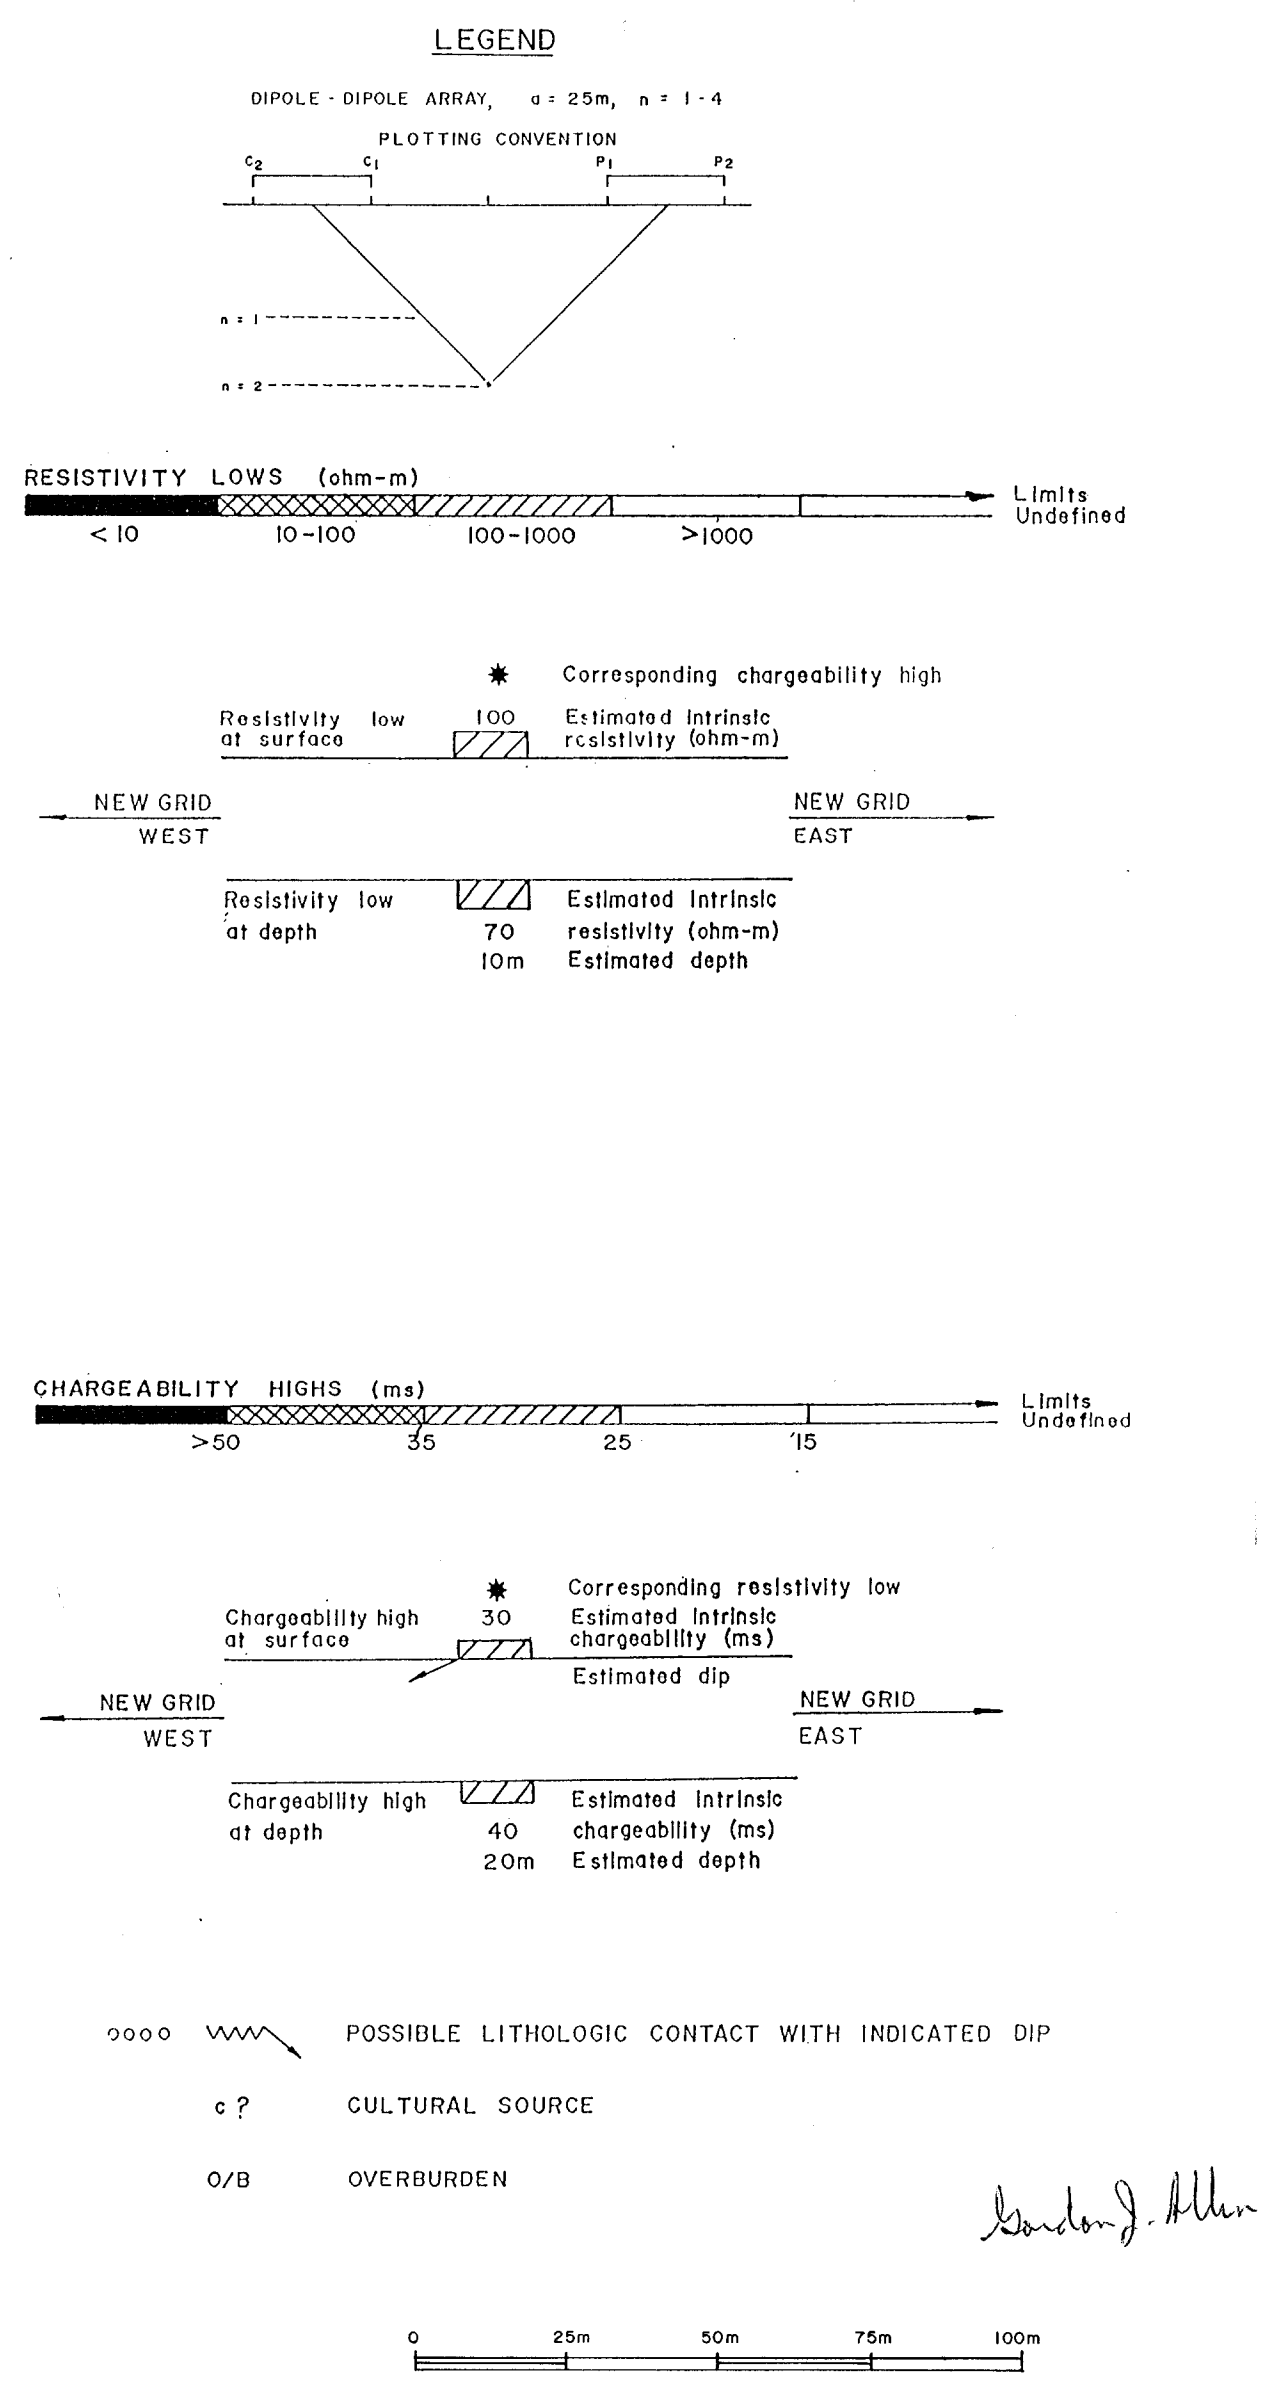 LEGEND
DIPOLE - DIPOLE ARRAY, a = 25m, n = 1 - 4
PLOTTING CONVENTION
C2 C1 P1 P2
n = 1
n = 2
RESISTIVITY LOWS (ohm-m)
Limits
Undefined
< 10 10-100 100-1000 >1000
Corresponding chargeability high
Resistivity low 100 Estimated Intrinsic
at surface resistivity (ohm-m)
NEW GRID NEW GRID
WEST EAST
Resistivity low Estimated Intrinsic
at depth 70 resistivity (ohm-m)
10m Estimated depth
CHARGEABILITY HIGHS (ms)
Limits
Undefined
>50 35 25 15
Corresponding resistivity low
Chargeability high 30 Estimated Intrinsic
at surface chargeability (ms)
Estimated dip
NEW GRID NEW GRID
WEST EAST
Chargeability high Estimated Intrinsic
at depth 40 chargeability (ms)
20m Estimated depth
POSSIBLE LITHOLOGIC CONTACT WITH INDICATED DIP
c ? CULTURAL SOURCE
O/B OVERBURDEN
Gordon J. Allen
0 25m 50m 75m 100m